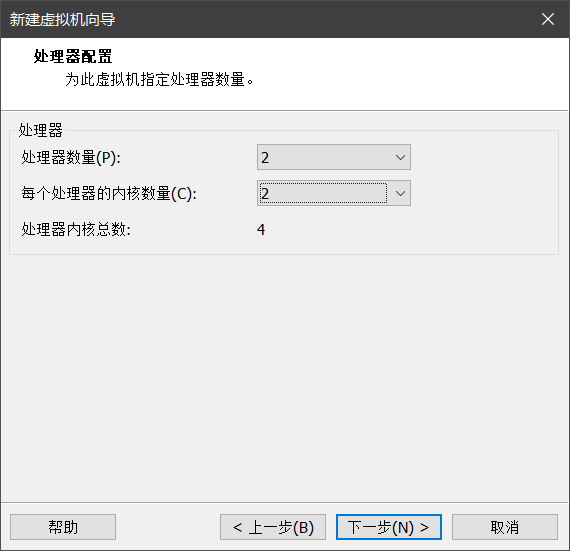 新建虚拟机向导
处理器配置
为此虚拟机指定处理器数量。
处理器
处理器数量(P):
2
每个处理器的内核数量(C):
2
处理器内核总数:
4
帮助
< 上一步(B)
下一步(N) >
取消